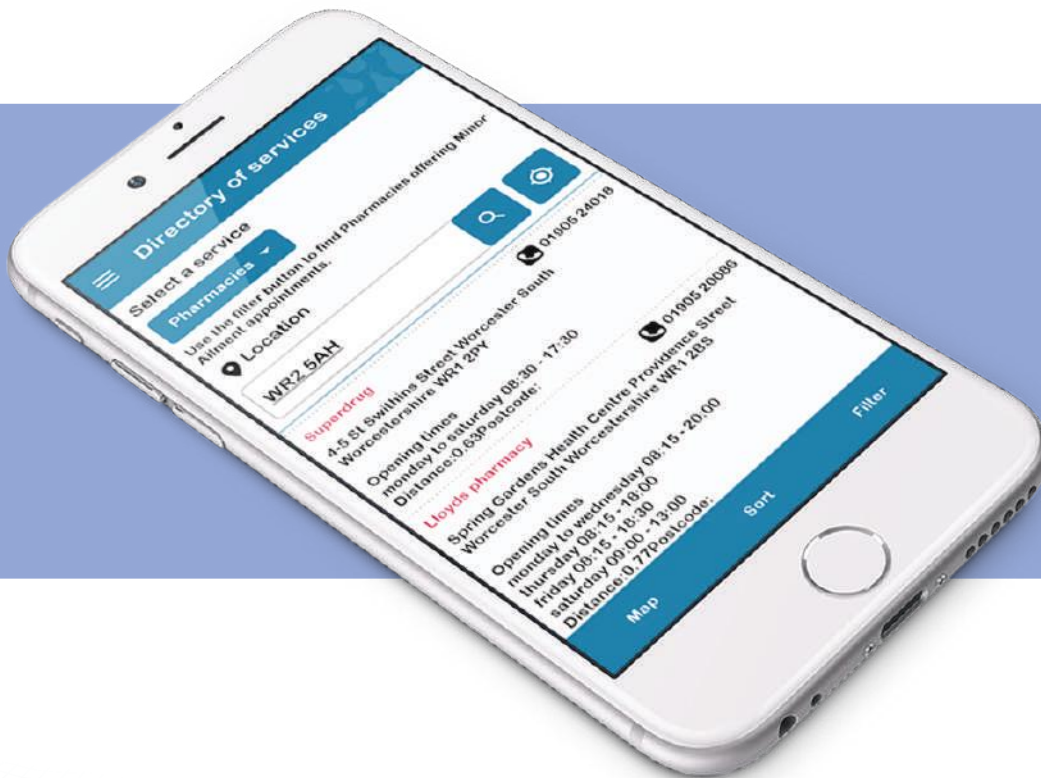 Directory of services
Select a service
Pharmacies
Use the filter button to find Pharmacies offering Minor
Ailment appointments.
Location
WR2 5AH
Superdrug
01905 24018
4-5 St Swithins Street Worcester South
Worcestershire WR1 2PY
Opening times
monday to saturday 08:30 - 17:30
Distance:0.63Postcode:
Lloyds pharmacy
01905 20086
Spring Gardens Health Centre Providence Street
Worcester South Worcestershire WR1 2BS
Opening times
monday to wednesday 08:15 - 20:00
thursday 08:15 - 18:00
friday 08:15 - 18:30
saturday 09:00 - 13:00
Distance:0.77Postcode:
Map
Sort
Filter